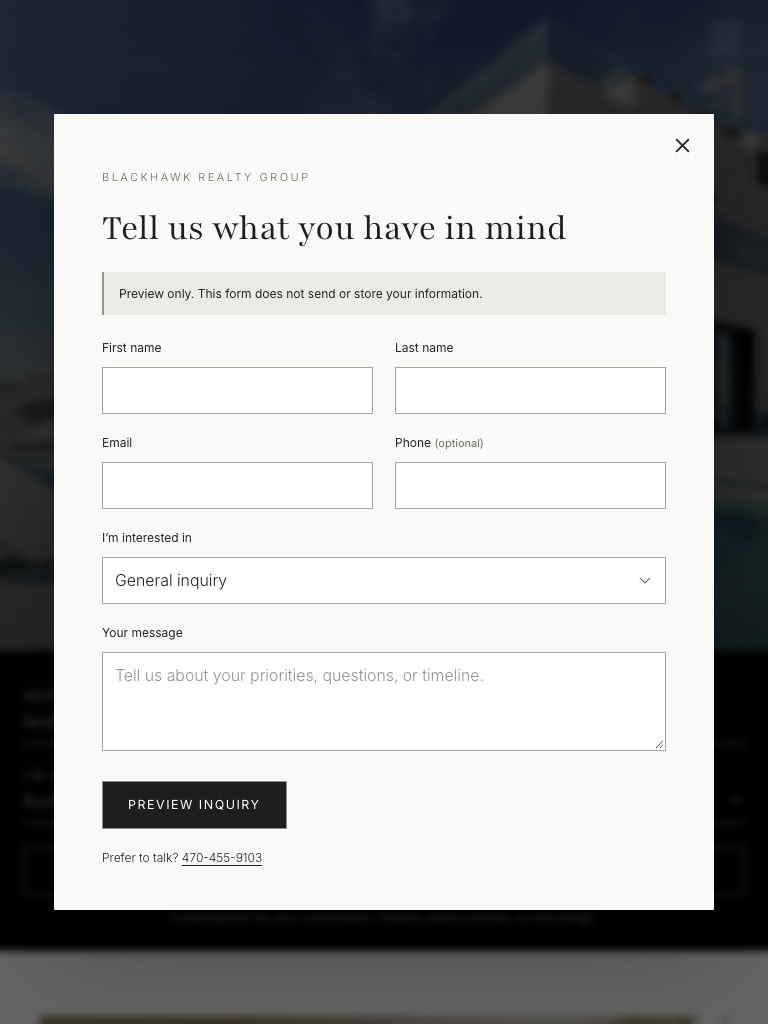 BLACKHAWK REALTY GROUP
Tell us what you have in mind
Preview only. This form does not send or store your information.
First name
Last name
Email
Phone (optional)
I’m interested in
General inquiry
Your message
Tell us about your priorities, questions, or timeline.
PREVIEW INQUIRY
Prefer to talk? 470-455-9103